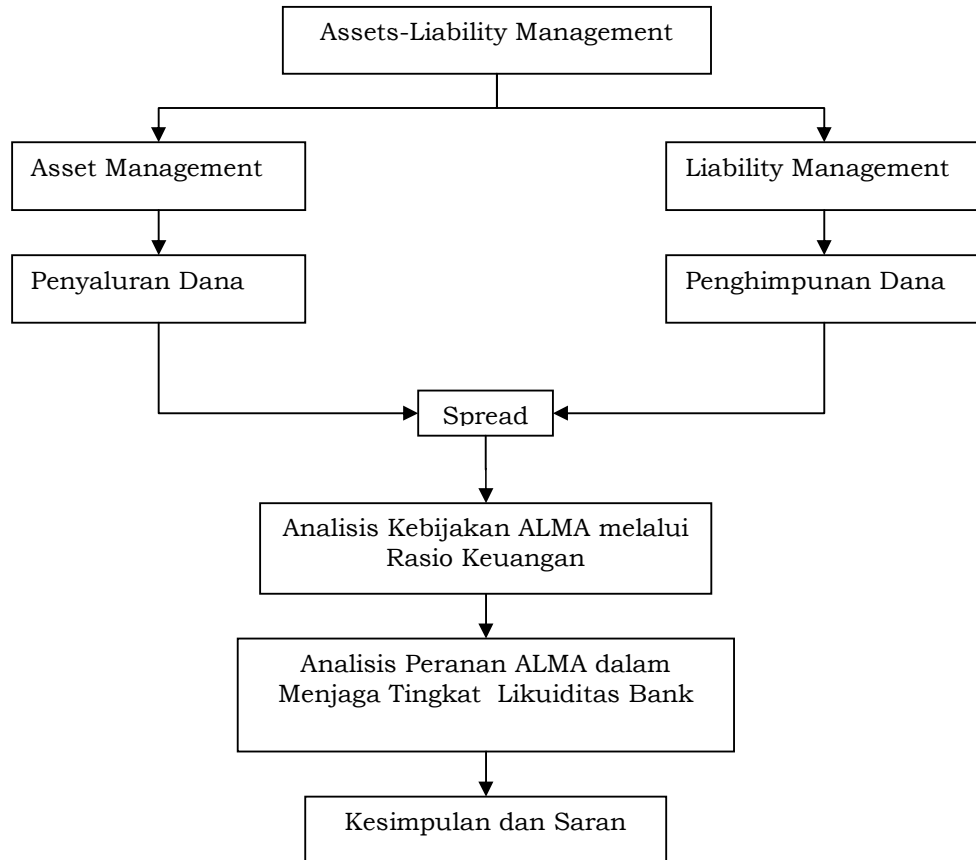 Assets-Liability Management
Asset Management
Liability Management
Penyaluran Dana
Penghimpunan Dana
Spread
Analisis Kebijakan ALMA melalui
Rasio Keuangan
Analisis Peranan ALMA dalam
Menjaga Tingkat Likuiditas Bank
Kesimpulan dan Saran